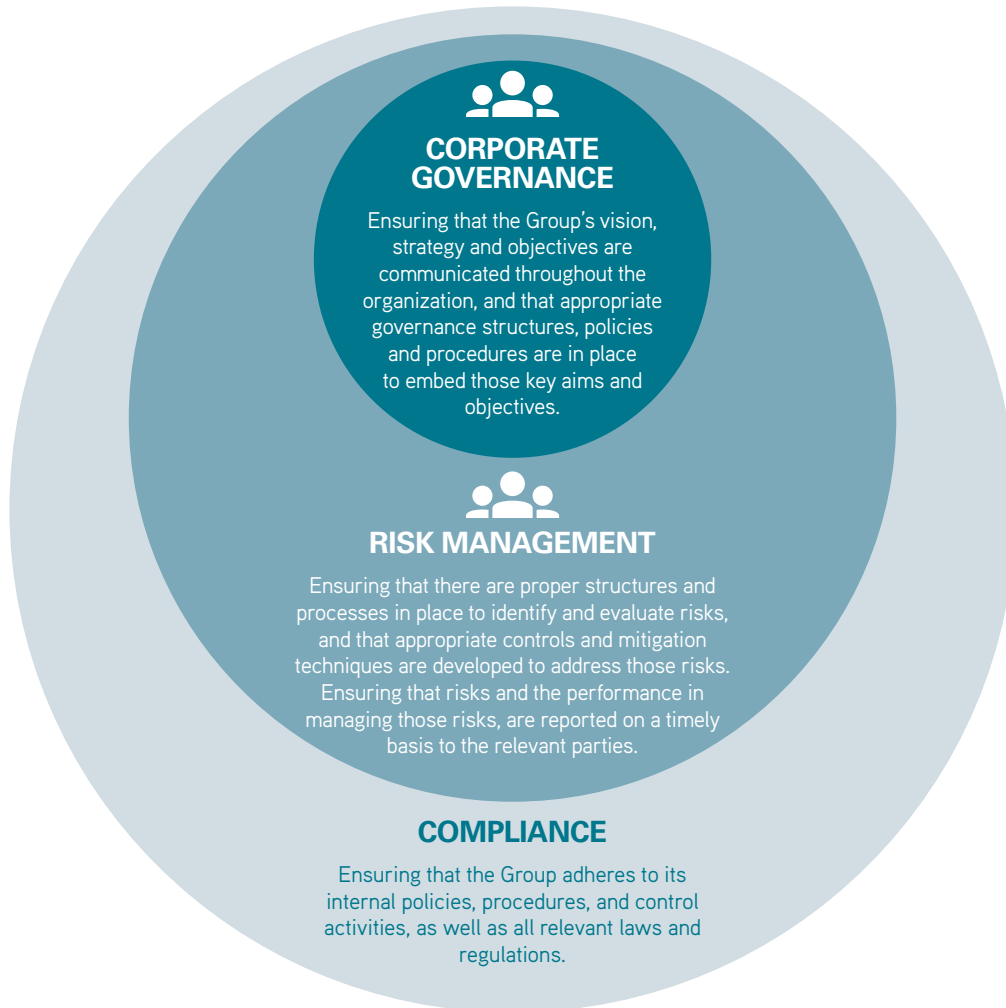 CORPORATE
GOVERNANCE
Ensuring that the Group’s vision,
strategy and objectives are
communicated throughout the
organization, and that appropriate
governance structures, policies
and procedures are in place
to embed those key aims and
objectives.
RISK MANAGEMENT
Ensuring that there are proper structures and
processes in place to identify and evaluate risks,
and that appropriate controls and mitigation
techniques are developed to address those risks.
Ensuring that risks and the performance in
managing those risks, are reported on a timely
basis to the relevant parties.
COMPLIANCE
Ensuring that the Group adheres to its
internal policies, procedures, and control
activities, as well as all relevant laws and
regulations.